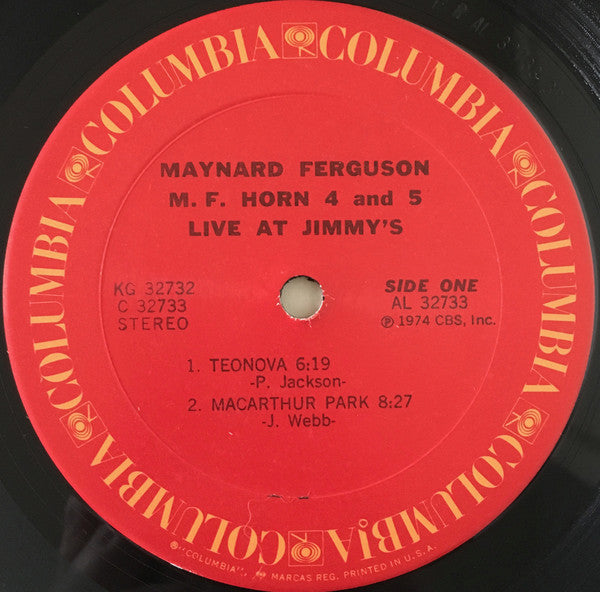 COLUMBIA COLUMBIA COLUMBIA COLUMBIA COLUMBIA COLUMBIA
MAYNARD FERGUSON
M. F. HORN 4 and 5
LIVE AT JIMMY'S
KG 32732
C 32733
STEREO
SIDE ONE
AL 32733
Ⓟ 1974 CBS, Inc.
1. TEONOVA 6:19
-P. Jackson-
2. MACARTHUR PARK 8:27
-J. Webb-
"COLUMBIA" MARCAS REG. PRINTED IN U.S.A.